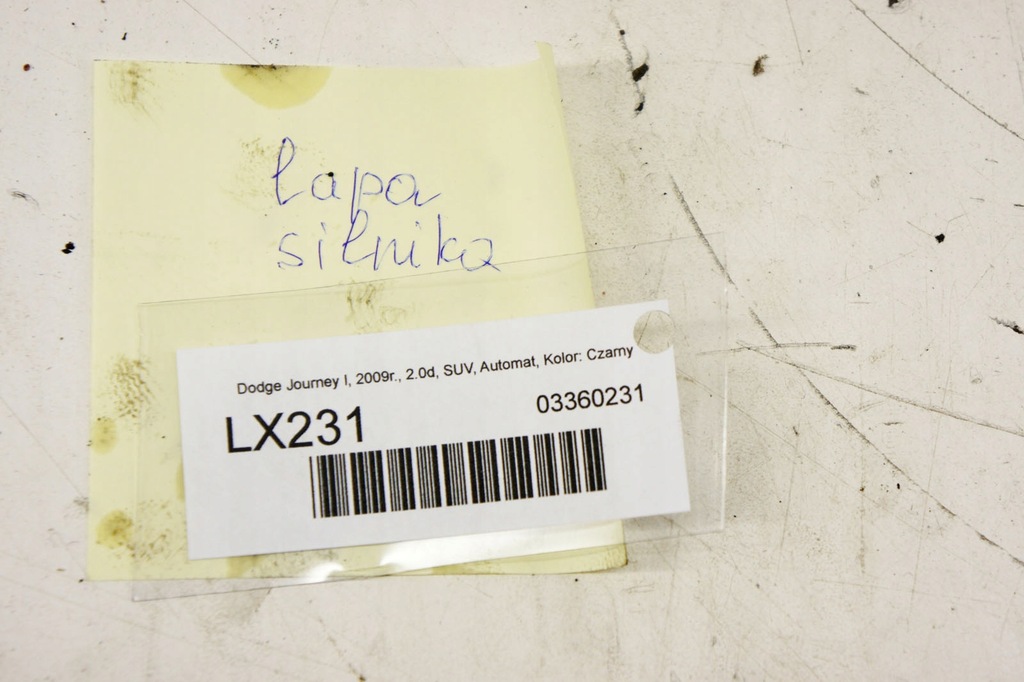 łapa
silnika
Dodge Journey I, 2009r., 2.0d, SUV, Automat, Kolor: Czarny
LX231
03360231